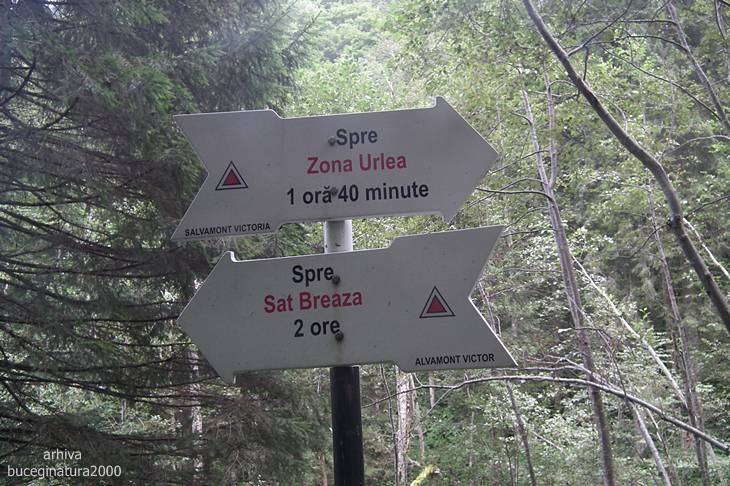 Spre
Zona Urlea
1 oră 40 minute
SALVAMONT VICTORIA
Spre
Sat Breaza
2 ore
ALVAMONT VICTOR
arhiva
buceginatura2000